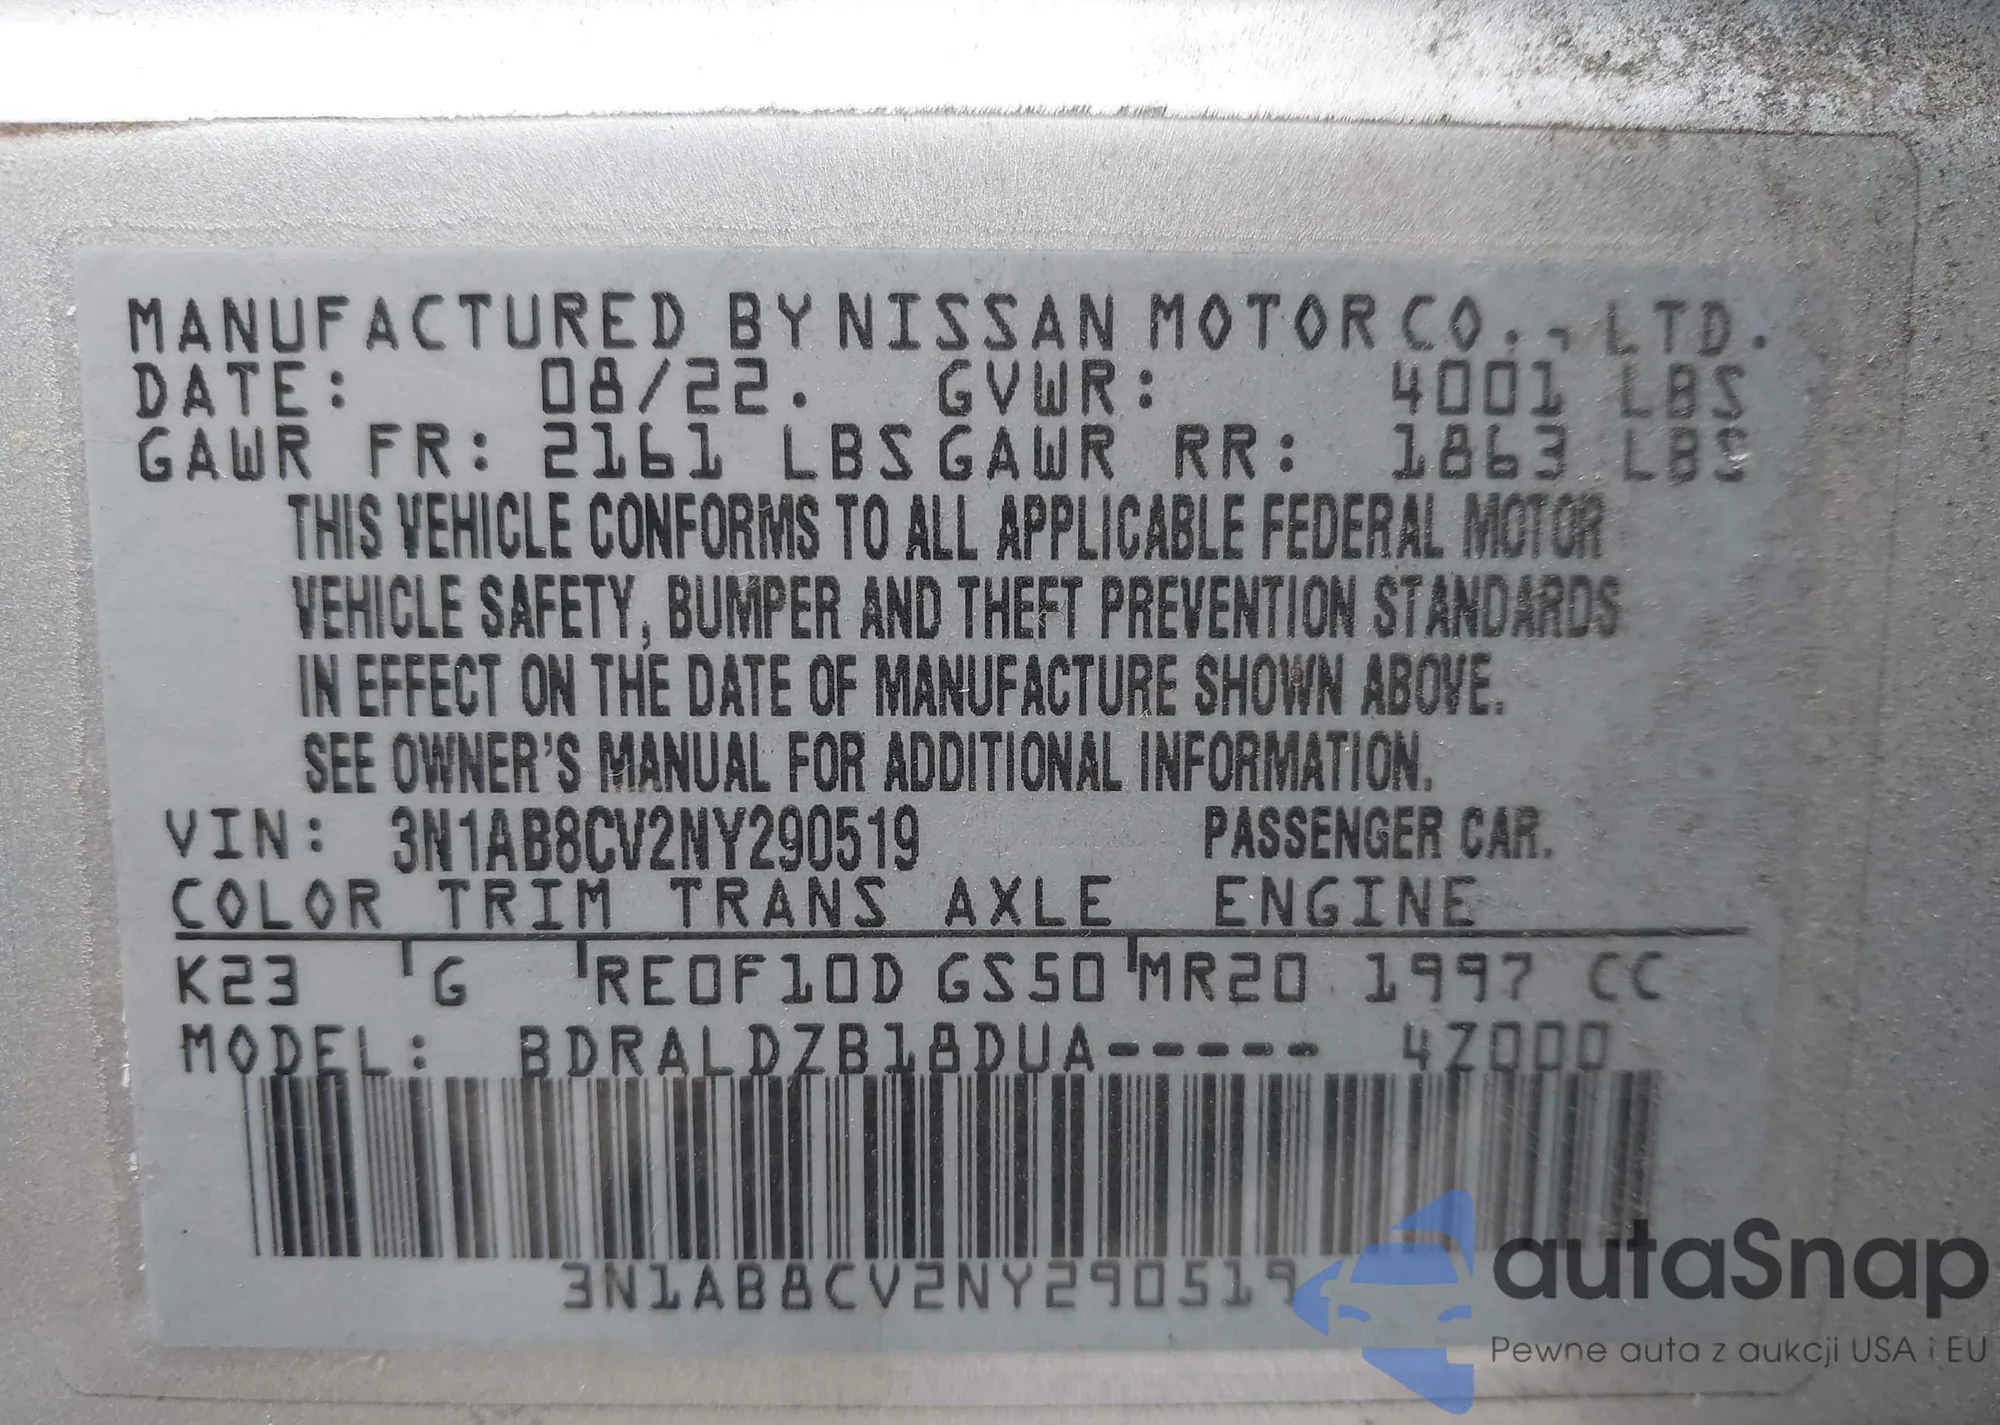 MANUFACTURED BY NISSAN MOTOR CO., LTD.
DATE: 08/22. GVWR: 4001 LBS
GAWR FR: 2161 LBS GAWR RR: 1863 LBS
THIS VEHICLE CONFORMS TO ALL APPLICABLE FEDERAL MOTOR
VEHICLE SAFETY, BUMPER AND THEFT PREVENTION STANDARDS
IN EFFECT ON THE DATE OF MANUFACTURE SHOWN ABOVE.
SEE OWNER'S MANUAL FOR ADDITIONAL INFORMATION.
VIN: 3N1AB8CV2NY290519 PASSENGER CAR.
COLOR TRIM TRANS AXLE ENGINE
K23 G RE0F10D GS50 MR20 1997 CC
MODEL: BDRALDZB18DUA----- 4Z000
3N1AB8CV2NY290519
autaSnap
Pewne auta z aukcji USA i EU